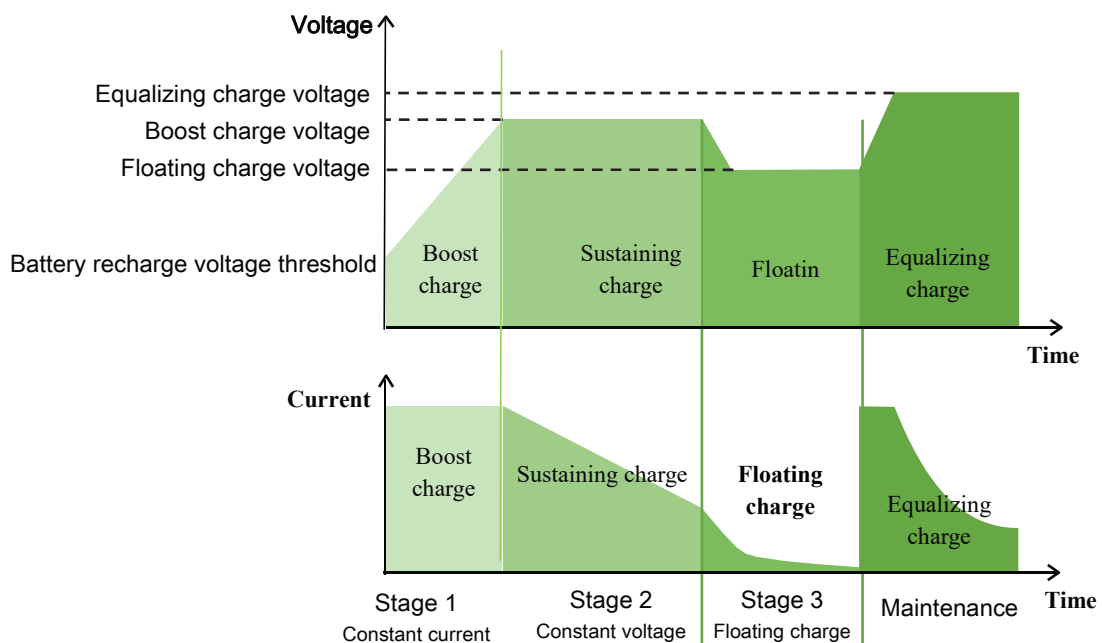 Voltage
Equalizing charge voltage
Boost charge voltage
Floating charge voltage
Battery recharge voltage threshold
Boost
charge
Sustaining
charge
Floatin
Equalizing
charge
Time
Current
Boost
charge
Sustaining charge
Floating
charge
Equalizing
charge
Stage 1
Constant current
Stage 2
Constant voltage
Stage 3
Floating charge
Maintenance
Time